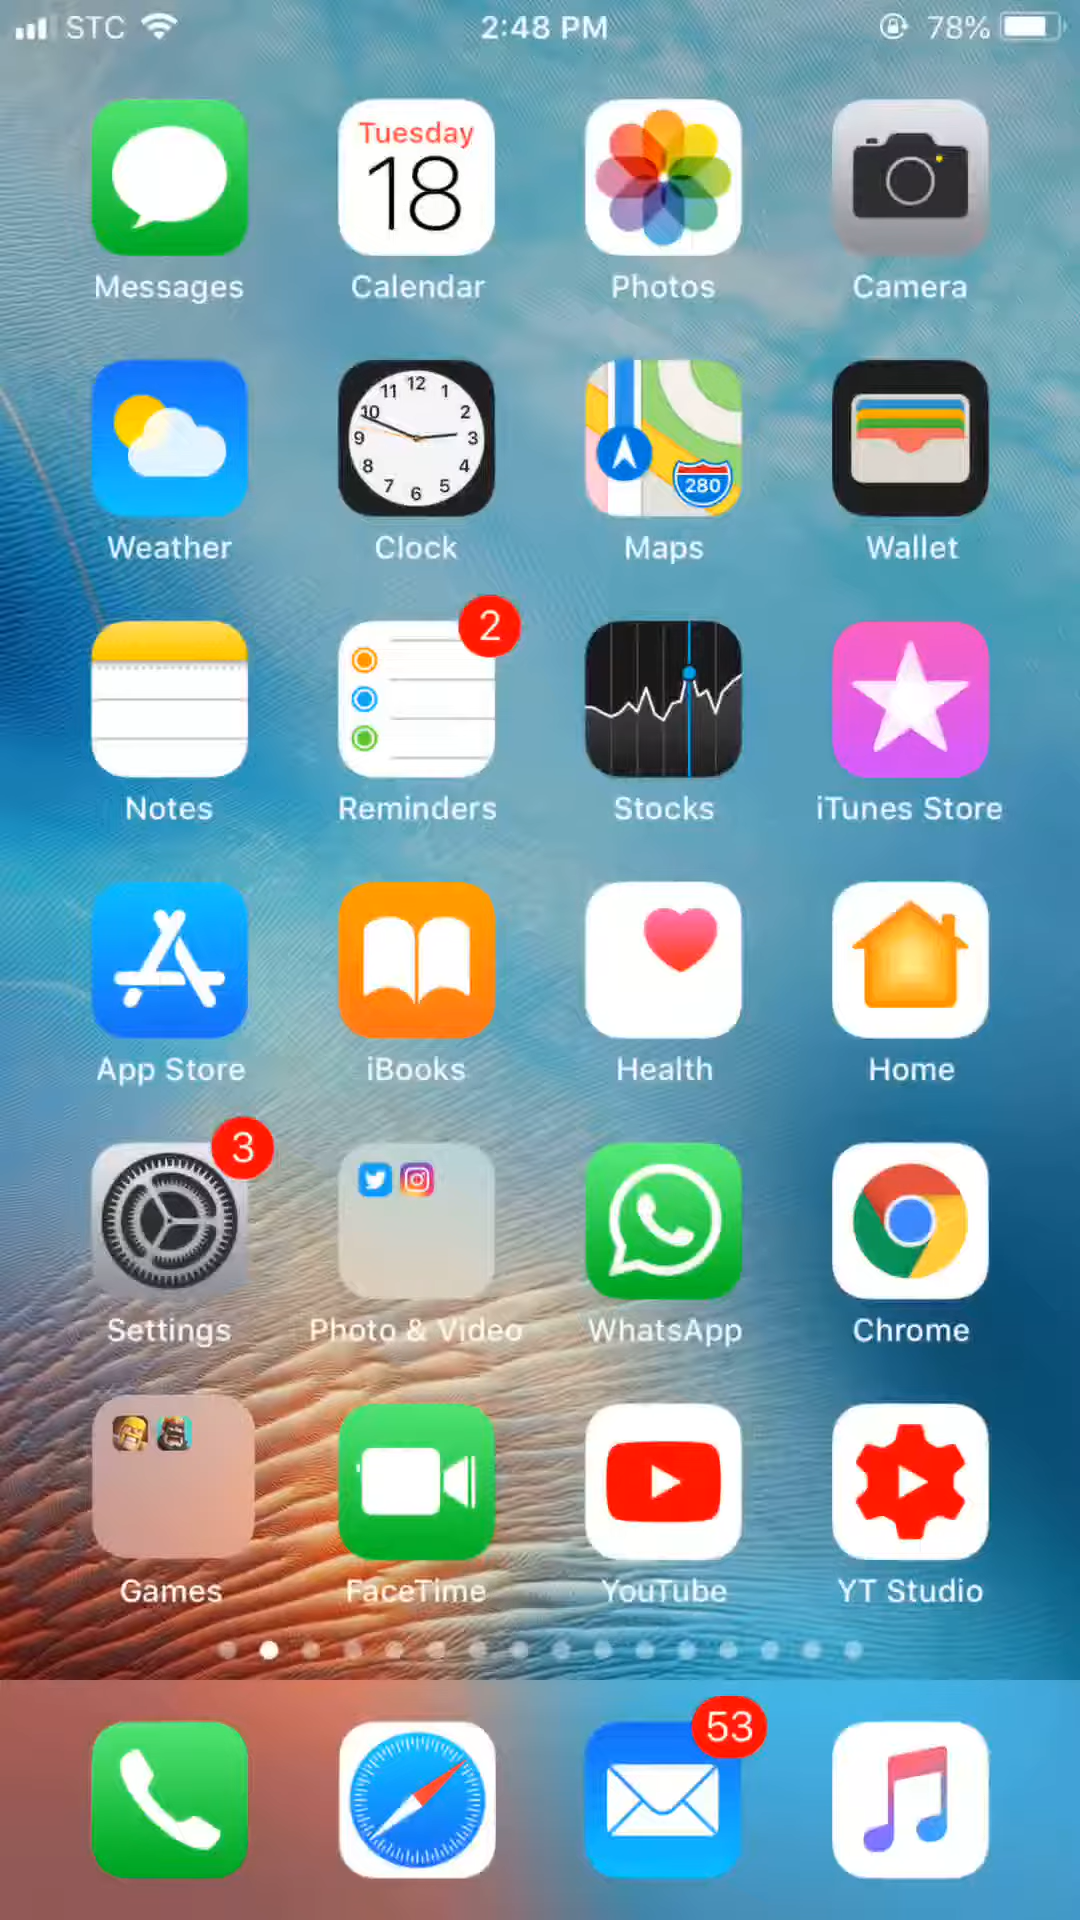 STC 2:48 PM 78%
Tuesday
18
Messages Calendar Photos Camera
12
11 1
10 2
9 3
8 4
7 6 5
280
Weather Clock Maps Wallet
2
Notes Reminders Stocks iTunes Store
App Store iBooks Health Home
3
Settings Photo & Video WhatsApp Chrome
Games FaceTime YouTube YT Studio
53